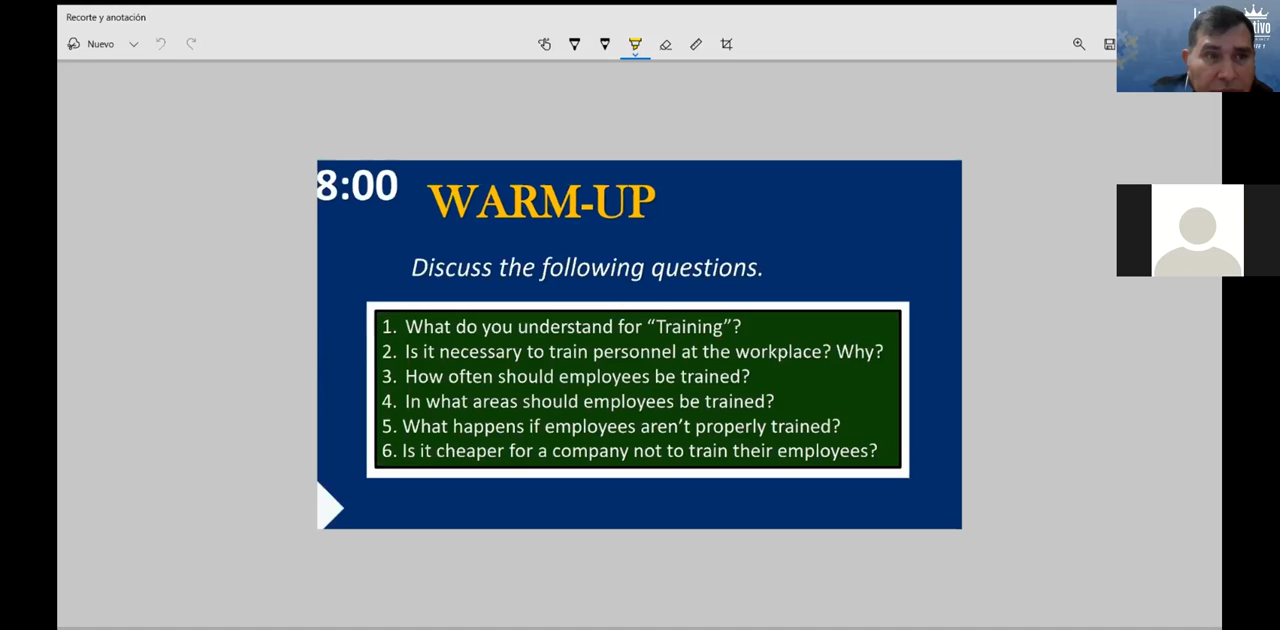 Recorte y anotación
Nuevo
8:00
WARM-UP
Discuss the following questions.
1. What do you understand for “Training”?
2. Is it necessary to train personnel at the workplace? Why?
3. How often should employees be trained?
4. In what areas should employees be trained?
5. What happens if employees aren’t properly trained?
6. Is it cheaper for a company not to train their employees?